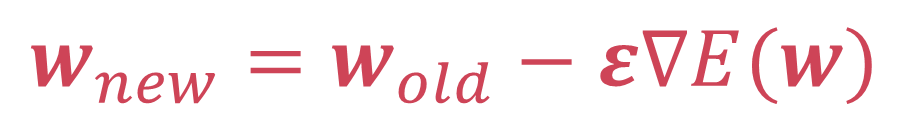 w_new = w_old − ε∇E(w)